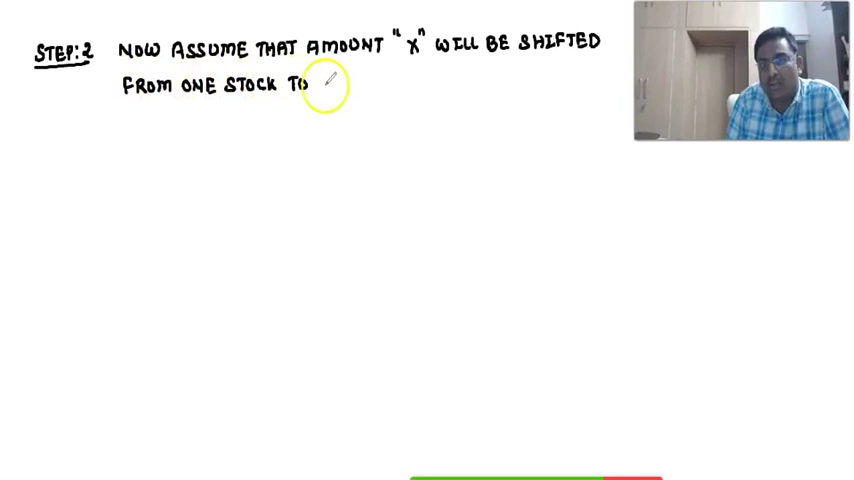 STEP:2 NOW ASSUME THAT AMOUNT "X" WILL BE SHIFTED
FROM ONE STOCK TO